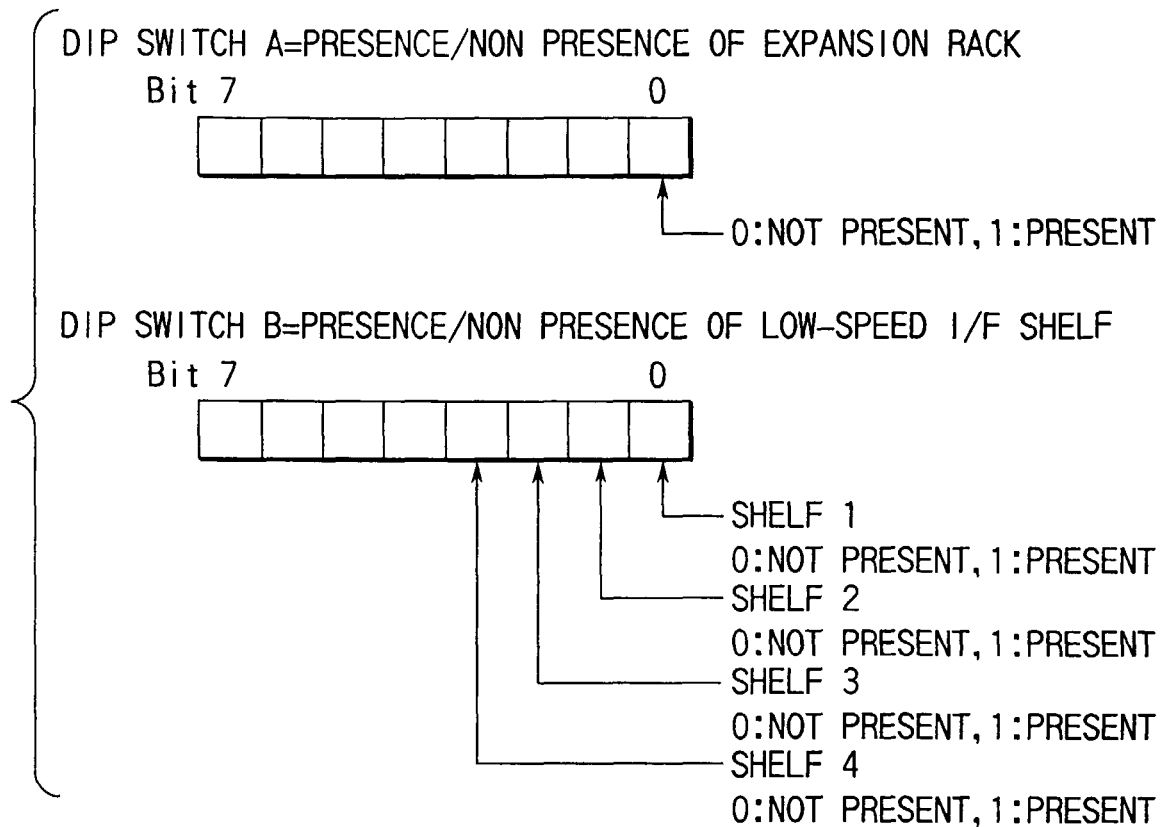 DIP SWITCH A=PRESENCE/NON PRESENCE OF EXPANSION RACK
Bit 7 0
0:NOT PRESENT,1:PRESENT
DIP SWITCH B=PRESENCE/NON PRESENCE OF LOW-SPEED I/F SHELF
Bit 7 0
SHELF 1
0:NOT PRESENT,1:PRESENT
SHELF 2
0:NOT PRESENT,1:PRESENT
SHELF 3
0:NOT PRESENT,1:PRESENT
SHELF 4
0:NOT PRESENT,1:PRESENT